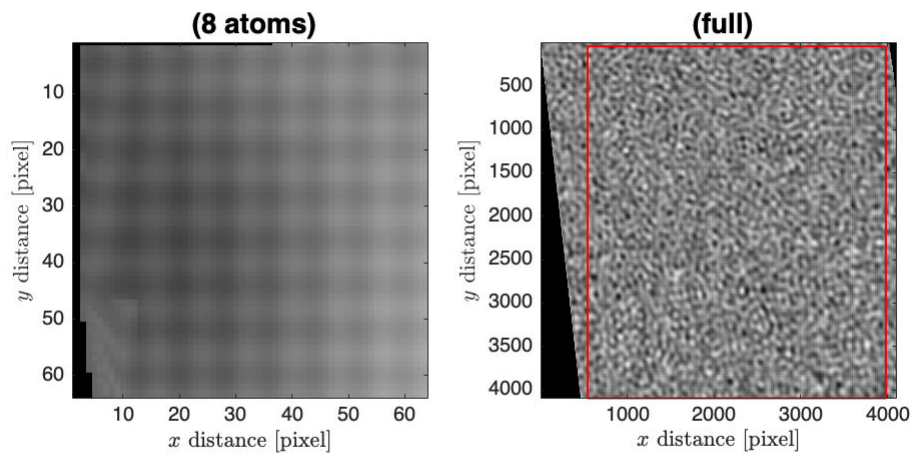 (8 atoms)
10
20
30
40
50
60
y distance [pixel]
10 20 30 40 50 60
x distance [pixel]
(full)
500
1000
1500
2000
2500
3000
3500
4000
y distance [pixel]
1000 2000 3000 4000
x distance [pixel]